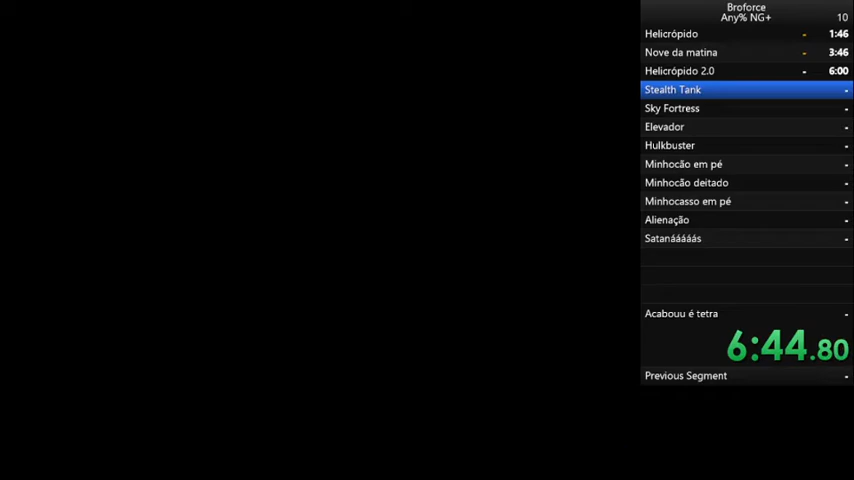 Broforce
Any% NG+ 10
Helicrópido - 1:46
Nove da matina - 3:46
Helicrópido 2.0 - 6:00
Stealth Tank -
Sky Fortress -
Elevador -
Hulkbuster -
Minhocão em pé -
Minhocão deitado -
Minhocasso em pé -
Alienação -
Satanááááás -
Acabouu é tetra -
6:44.80
Previous Segment -